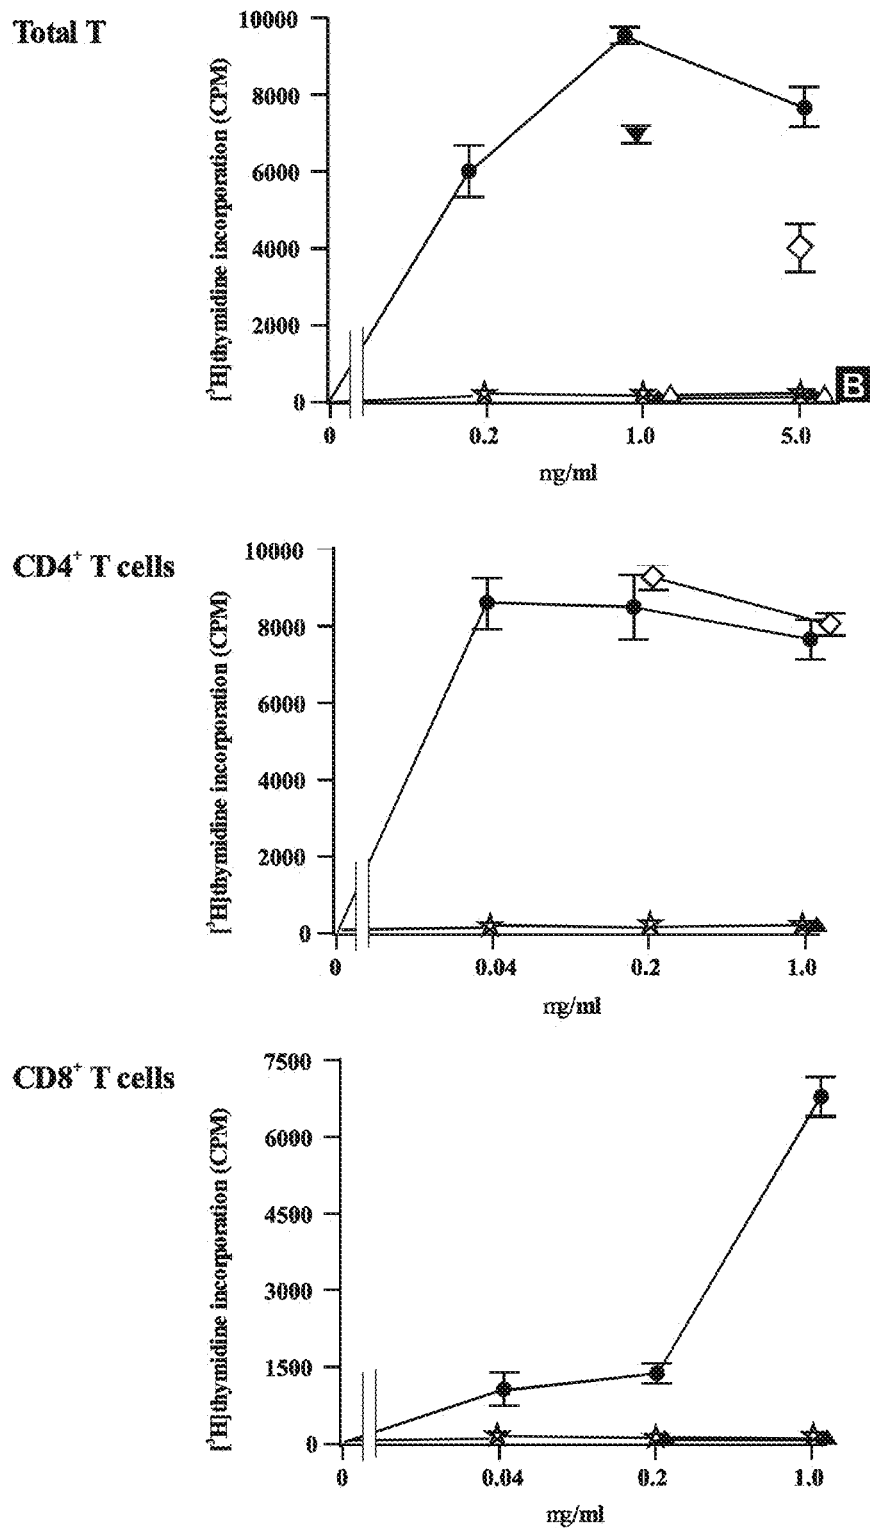 Total T
[³H]thymidine incorporation (CPM)
10000
8000
6000
4000
2000
0
0 0.2 1.0 5.0
ng/ml
B
CD4⁺ T cells
[³H]thymidine incorporation (CPM)
10000
8000
6000
4000
2000
0
0 0.04 0.2 1.0
ng/ml
CD8⁺ T cells
[³H]thymidine incorporation (CPM)
7500
6000
4500
3000
1500
0
0 0.04 0.2 1.0
ng/ml